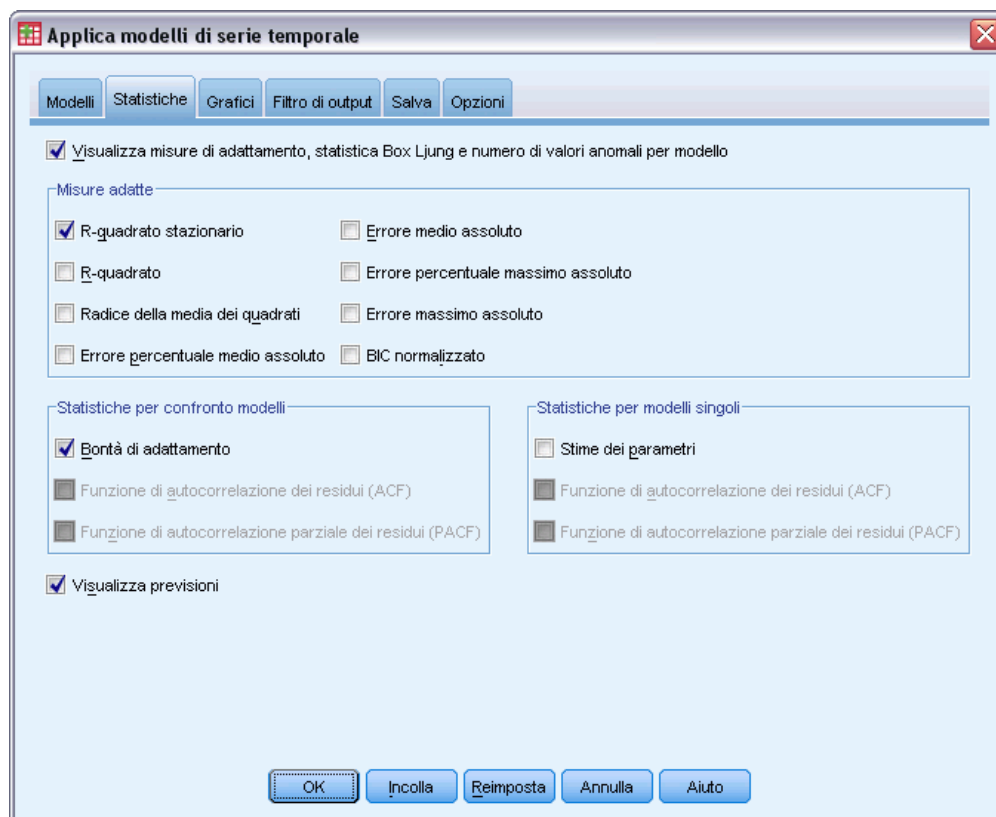 Applica modelli di serie temporale
Modelli Statistiche Grafici Filtro di output Salva Opzioni
Visualizza misure di adattamento, statistica Box Ljung e numero di valori anomali per modello
Misure adatte
R-quadrato stazionario Errore medio assoluto
R-quadrato Errore percentuale massimo assoluto
Radice della media dei quadrati Errore massimo assoluto
Errore percentuale medio assoluto BIC normalizzato
Statistiche per confronto modelli Statistiche per modelli singoli
Bontà di adattamento Stime dei parametri
Funzione di autocorrelazione dei residui (ACF) Funzione di autocorrelazione dei residui (ACF)
Funzione di autocorrelazione parziale dei residui (PACF) Funzione di autocorrelazione parziale dei residui (PACF)
Visualizza previsioni
OK Incolla Reimposta Annulla Aiuto